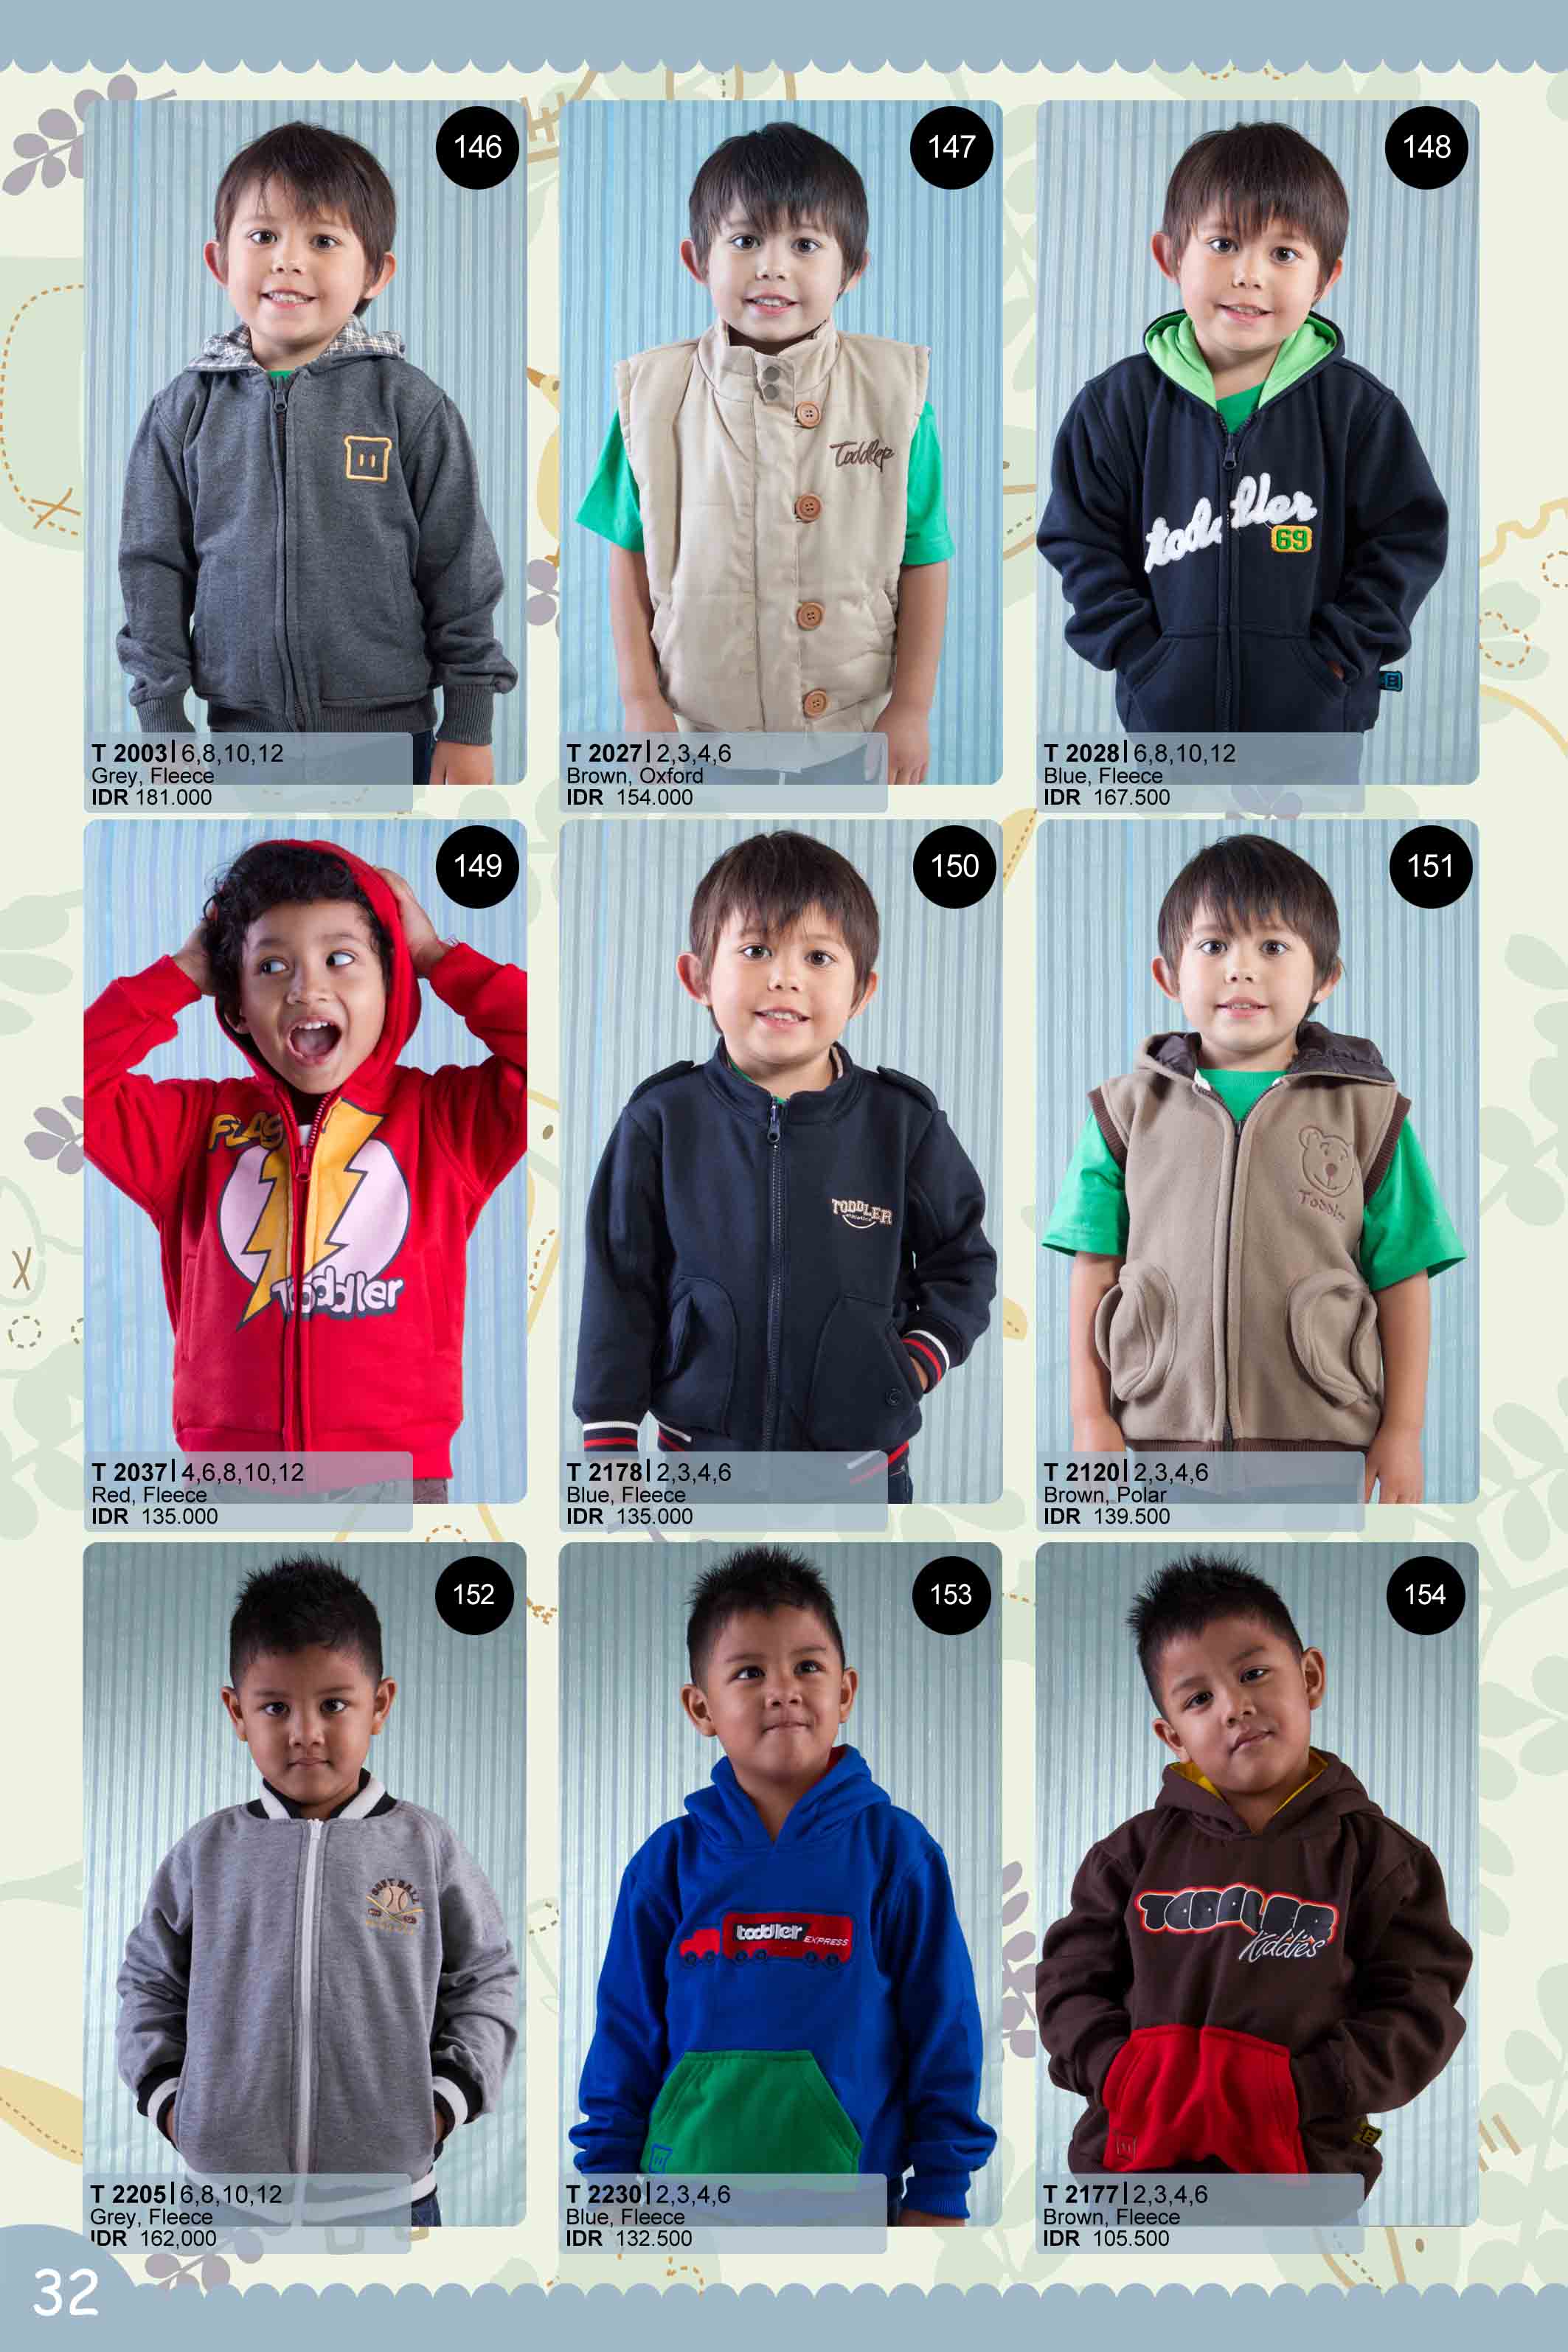 146
T 2003|6,8,10,12
Grey, Fleece
IDR 181.000
147
Toddler
T 2027|2,3,4,6
Brown, Oxford
IDR 154.000
148
toddler
69
T 2028|6,8,10,12
Blue, Fleece
IDR 167.500
149
FLAS
Toddler
T 2037|4,6,8,10,12
Red, Fleece
IDR 135.000
150
TODDLER
T 2178|2,3,4,6
Blue, Fleece
IDR 135.000
151
Toddler
T 2120|2,3,4,6
Brown, Polar
IDR 139.500
152
SOFT BALL
T 2205|6,8,10,12
Grey, Fleece
IDR 162,000
153
toddler EXPRESS
T 2230|2,3,4,6
Blue, Fleece
IDR 132.500
154
TODDLER
Kiddies
T 2177|2,3,4,6
Brown, Fleece
IDR 105.500
32